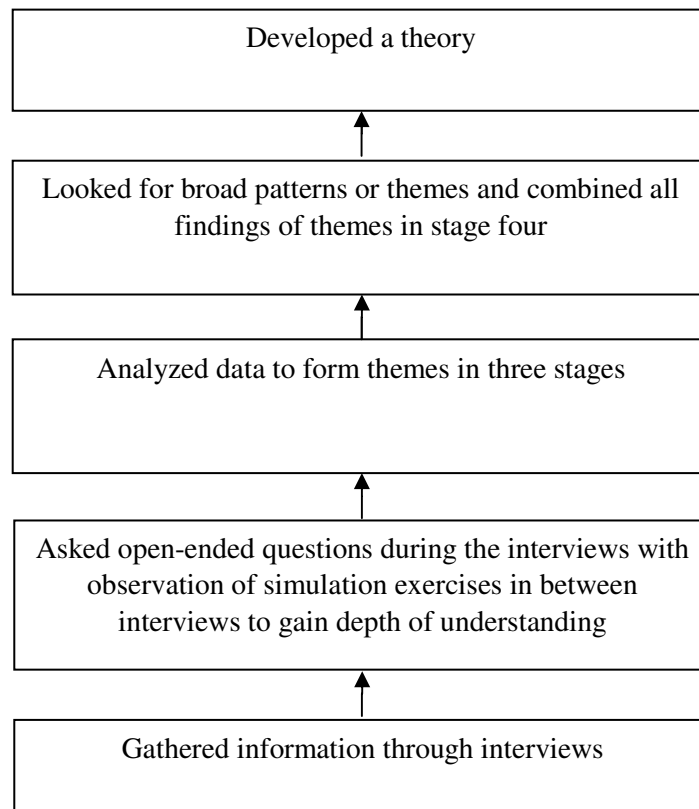 Developed a theory
Looked for broad patterns or themes and combined all
findings of themes in stage four
Analyzed data to form themes in three stages
Asked open-ended questions during the interviews with
observation of simulation exercises in between
interviews to gain depth of understanding
Gathered information through interviews